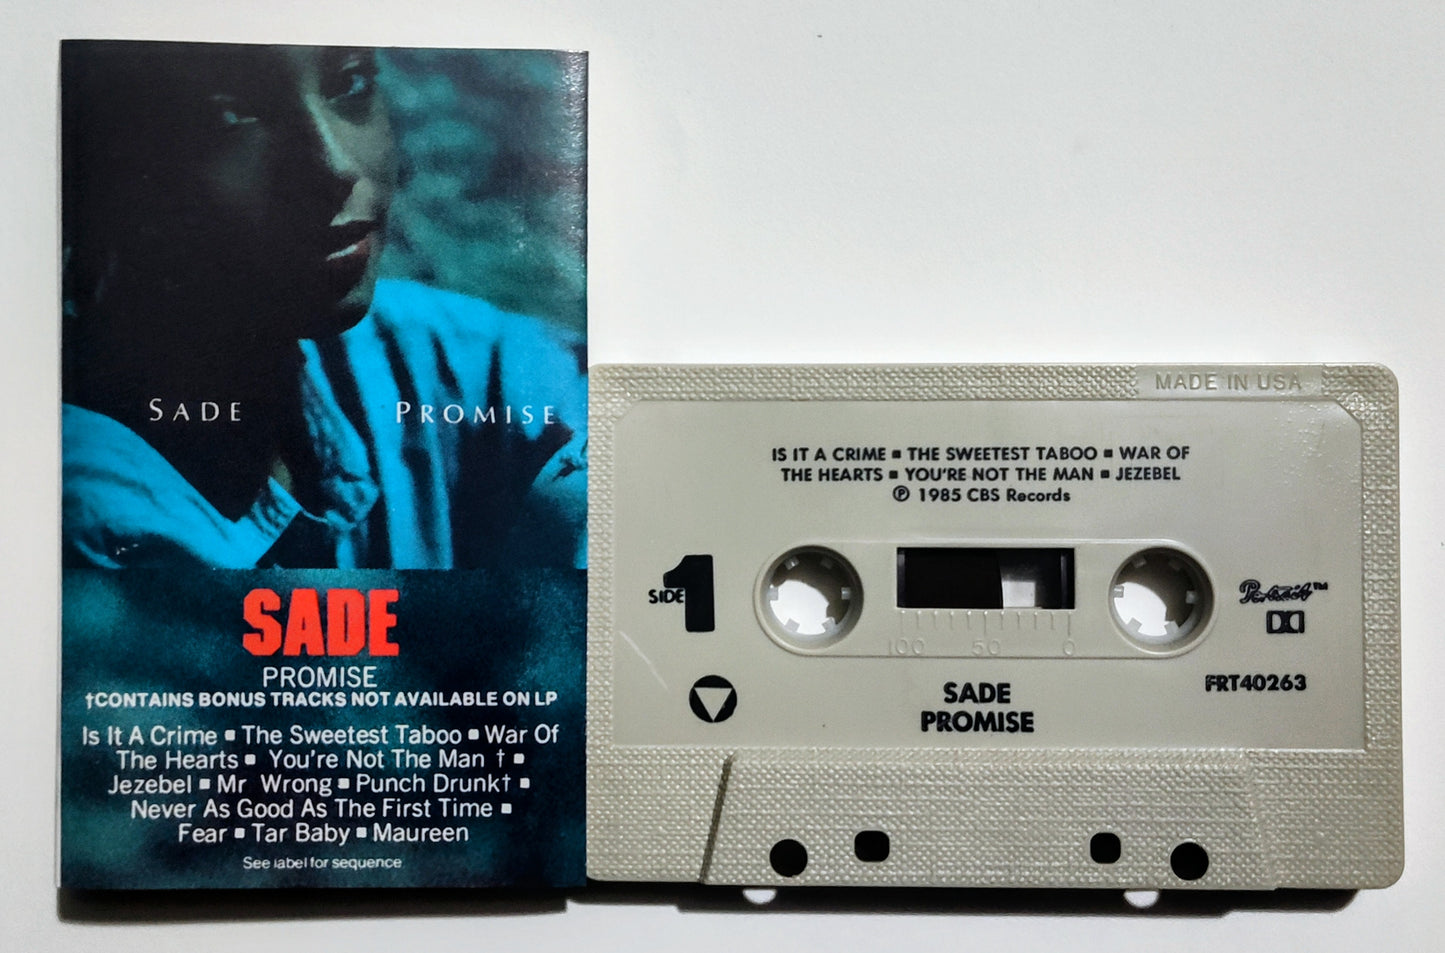 SADE PROMISE
SADE
PROMISE
†CONTAINS BONUS TRACKS NOT AVAILABLE ON LP
Is It A Crime ▪ The Sweetest Taboo ▪ War Of
The Hearts ▪ You're Not The Man † ▪
Jezebel ▪ Mr Wrong ▪ Punch Drunk† ▪
Never As Good As The First Time ▪
Fear ▪ Tar Baby ▪ Maureen
See label for sequence
MADE IN USA
IS IT A CRIME ▪ THE SWEETEST TABOO ▪ WAR OF
THE HEARTS ▪ YOU'RE NOT THE MAN ▪ JEZEBEL
℗ 1985 CBS Records
SIDE 1
100 50 0
FRT40263
SADE
PROMISE